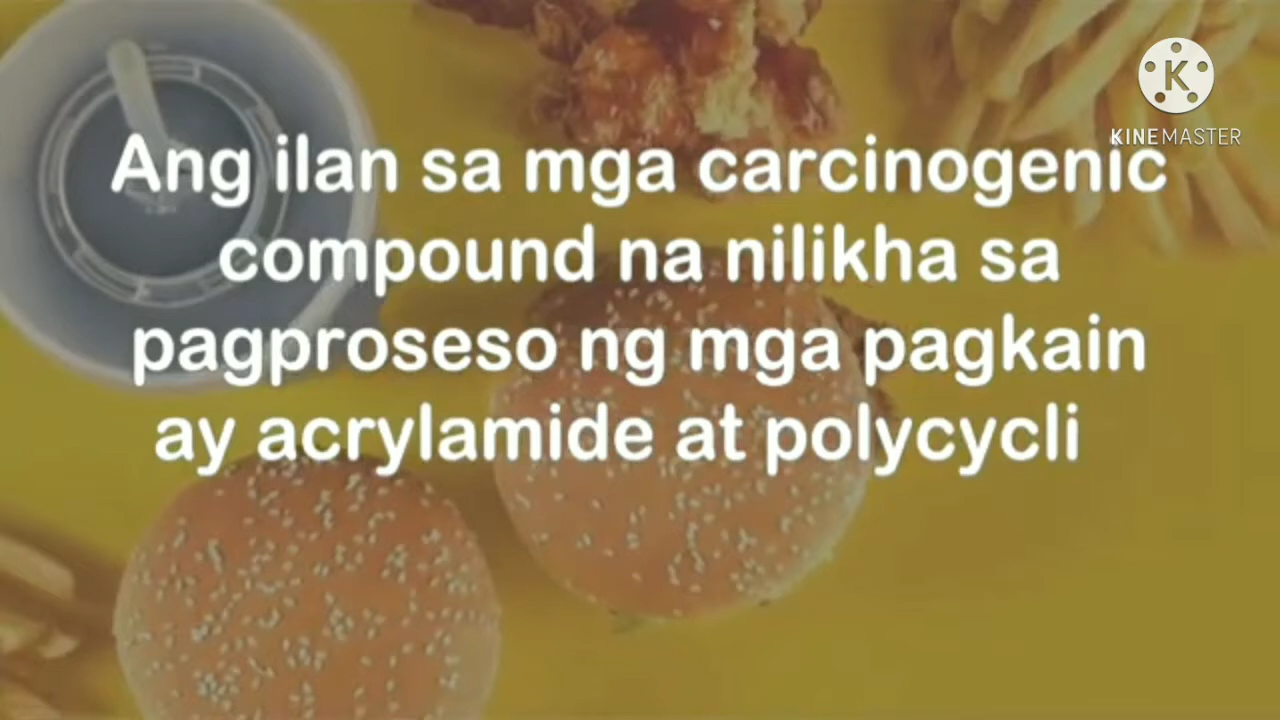 K
KINEMASTER
Ang ilan sa mga carcinogenic
compound na nilikha sa
pagproseso ng mga pagkain
ay acrylamide at polycycli